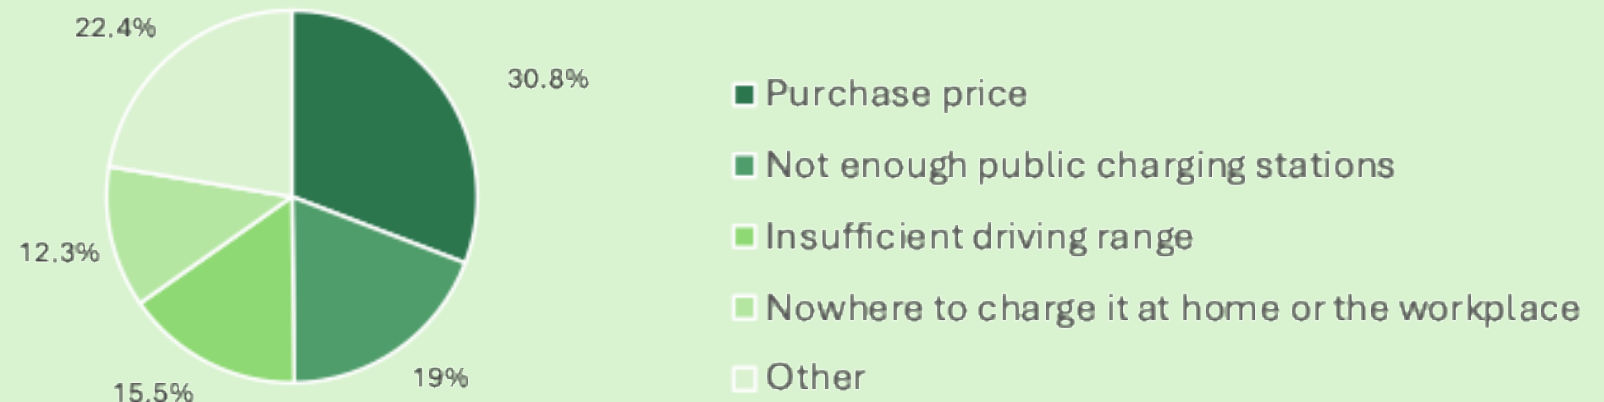 22.4%
30.8%
12.3%
15.5%
19%
Purchase price
Not enough public charging stations
Insufficient driving range
Nowhere to charge it at home or the workplace
Other